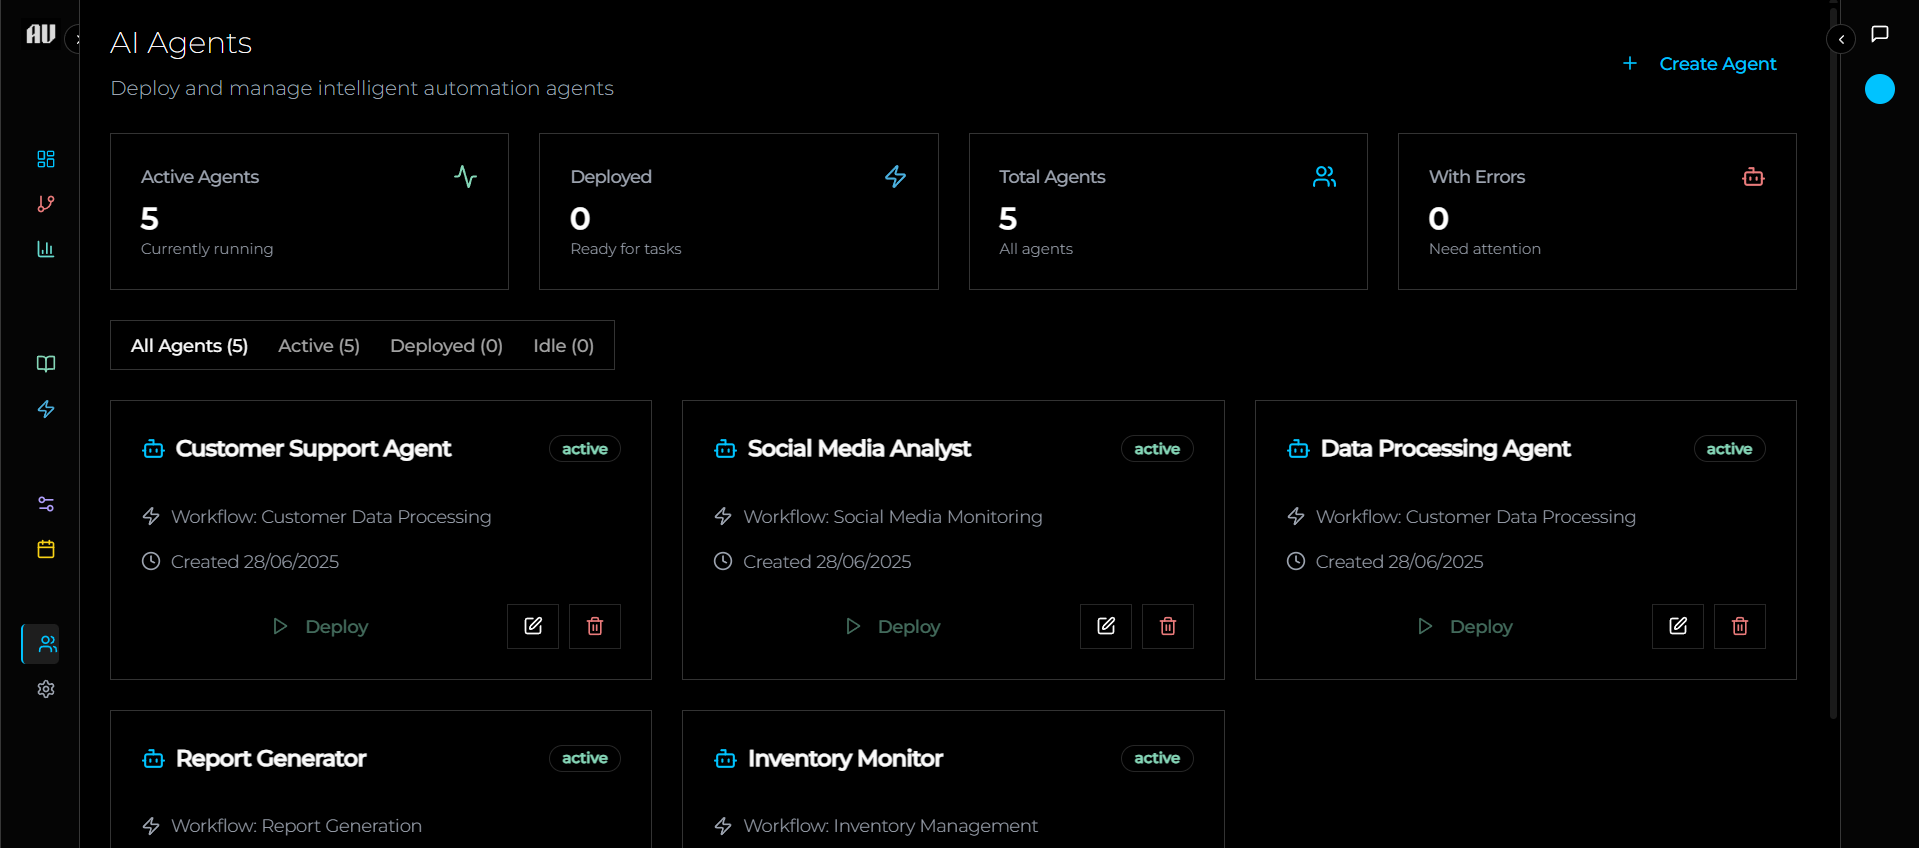 AU
AI Agents
Deploy and manage intelligent automation agents
Create Agent
Active Agents
5
Currently running
Deployed
0
Ready for tasks
Total Agents
5
All agents
With Errors
0
Need attention
All Agents (5) Active (5) Deployed (0) Idle (0)
Customer Support Agent active
Workflow: Customer Data Processing
Created 28/06/2025
Deploy
Social Media Analyst active
Workflow: Social Media Monitoring
Created 28/06/2025
Deploy
Data Processing Agent active
Workflow: Customer Data Processing
Created 28/06/2025
Deploy
Report Generator active
Workflow: Report Generation
Inventory Monitor active
Workflow: Inventory Management